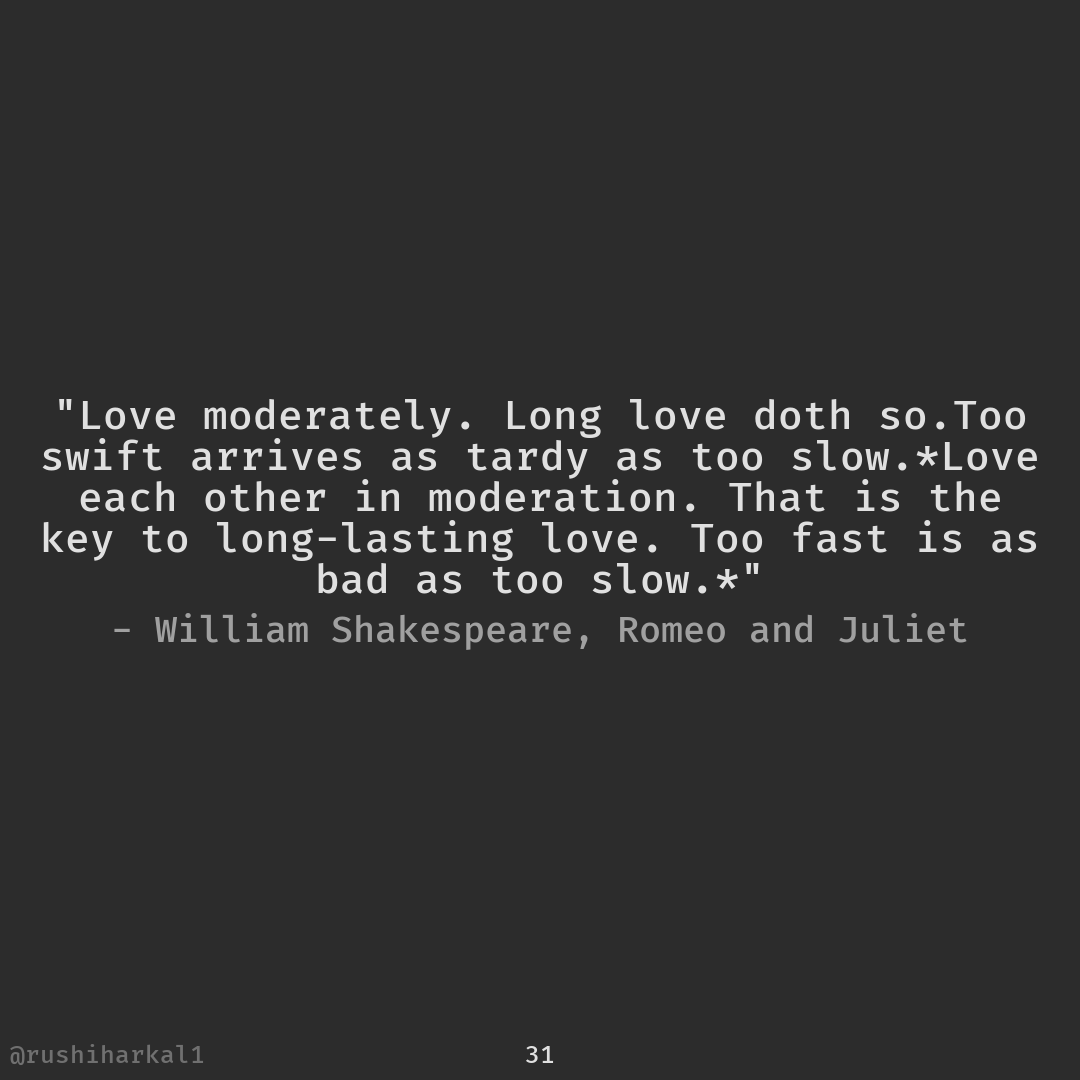 "Love moderately. Long love doth so.Too
swift arrives as tardy as too slow.*Love
each other in moderation. That is the
key to long-lasting love. Too fast is as
bad as too slow.*"
- William Shakespeare, Romeo and Juliet
@rushiharkal1
31